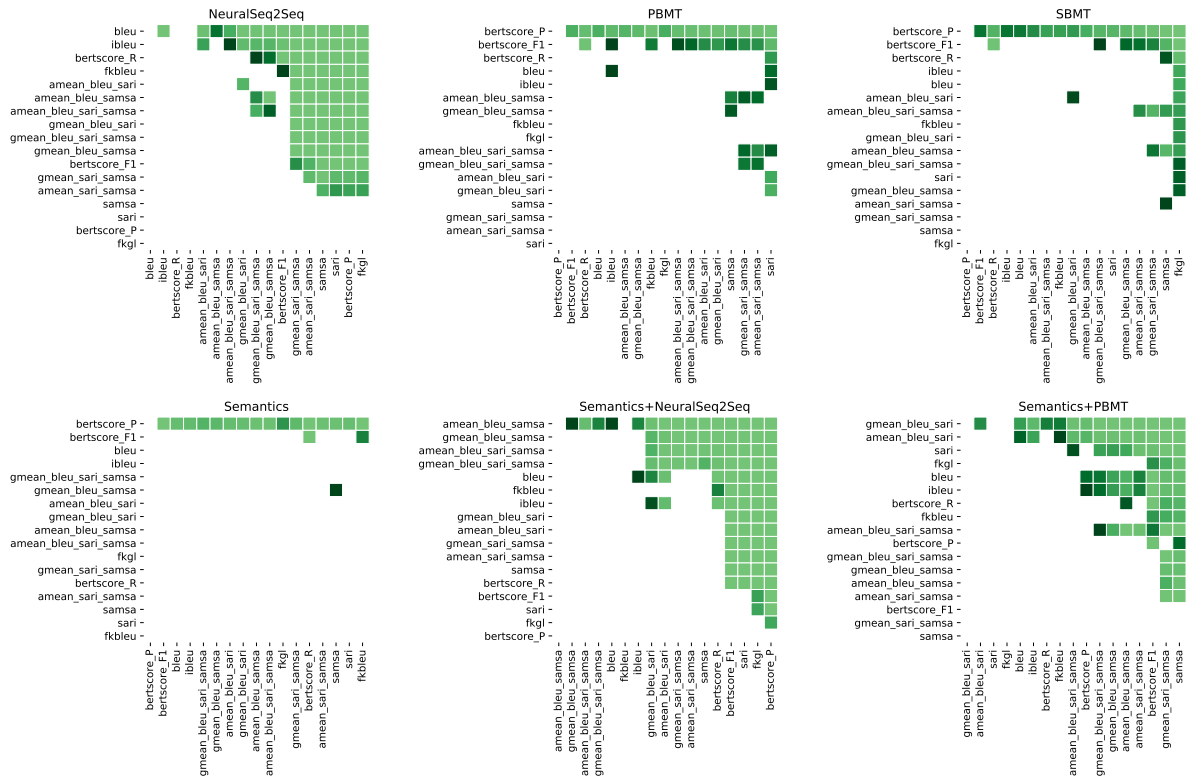 NeuralSeq2Seq
bleu
ibleu
bertscore_R
fkbleu
amean_bleu_sari
amean_bleu_samsa
amean_bleu_sari_samsa
gmean_bleu_sari
gmean_bleu_sari_samsa
gmean_bleu_samsa
bertscore_F1
gmean_sari_samsa
amean_sari_samsa
samsa
sari
bertscore_P
fkgl
bleu
ibleu
bertscore_R
fkbleu
amean_bleu_sari
amean_bleu_samsa
amean_bleu_sari_samsa
gmean_bleu_sari
gmean_bleu_sari_samsa
gmean_bleu_samsa
bertscore_F1
gmean_sari_samsa
amean_sari_samsa
samsa
sari
bertscore_P
fkgl
PBMT
bertscore_P
bertscore_F1
bertscore_R
bleu
ibleu
amean_bleu_samsa
gmean_bleu_samsa
fkbleu
fkgl
amean_bleu_sari_samsa
gmean_bleu_sari_samsa
amean_bleu_sari
gmean_bleu_sari
samsa
gmean_sari_samsa
amean_sari_samsa
sari
bertscore_P
bertscore_F1
bertscore_R
bleu
ibleu
amean_bleu_samsa
gmean_bleu_samsa
fkbleu
fkgl
amean_bleu_sari_samsa
gmean_bleu_sari_samsa
amean_bleu_sari
gmean_bleu_sari
samsa
gmean_sari_samsa
amean_sari_samsa
sari
SBMT
bertscore_P
bertscore_F1
bertscore_R
ibleu
bleu
amean_bleu_sari
amean_bleu_sari_samsa
fkbleu
gmean_bleu_sari
amean_bleu_samsa
gmean_bleu_sari_samsa
sari
gmean_bleu_samsa
amean_sari_samsa
gmean_sari_samsa
samsa
fkgl
bertscore_P
bertscore_F1
bertscore_R
ibleu
bleu
amean_bleu_sari
amean_bleu_sari_samsa
fkbleu
gmean_bleu_sari
amean_bleu_samsa
gmean_bleu_sari_samsa
sari
gmean_bleu_samsa
amean_sari_samsa
gmean_sari_samsa
samsa
fkgl
Semantics
bertscore_P
bertscore_F1
bleu
ibleu
gmean_bleu_sari_samsa
gmean_bleu_samsa
amean_bleu_sari
gmean_bleu_sari
amean_bleu_samsa
amean_bleu_sari_samsa
fkgl
gmean_sari_samsa
bertscore_R
amean_sari_samsa
samsa
sari
fkbleu
bertscore_P
bertscore_F1
bleu
ibleu
gmean_bleu_sari_samsa
gmean_bleu_samsa
amean_bleu_sari
gmean_bleu_sari
amean_bleu_samsa
amean_bleu_sari_samsa
fkgl
gmean_sari_samsa
bertscore_R
amean_sari_samsa
samsa
sari
fkbleu
Semantics+NeuralSeq2Seq
amean_bleu_samsa
gmean_bleu_samsa
amean_bleu_sari_samsa
gmean_bleu_sari_samsa
bleu
fkbleu
ibleu
gmean_bleu_sari
amean_bleu_sari
gmean_sari_samsa
amean_sari_samsa
samsa
bertscore_R
bertscore_F1
sari
fkgl
bertscore_P
amean_bleu_samsa
gmean_bleu_samsa
amean_bleu_sari_samsa
gmean_bleu_sari_samsa
bleu
fkbleu
ibleu
gmean_bleu_sari
amean_bleu_sari
gmean_sari_samsa
amean_sari_samsa
samsa
bertscore_R
bertscore_F1
sari
fkgl
bertscore_P
Semantics+PBMT
gmean_bleu_sari
amean_bleu_sari
sari
fkgl
bleu
ibleu
bertscore_R
fkbleu
amean_bleu_sari_samsa
bertscore_P
gmean_bleu_sari_samsa
gmean_bleu_samsa
amean_bleu_samsa
amean_sari_samsa
bertscore_F1
gmean_sari_samsa
samsa
gmean_bleu_sari
amean_bleu_sari
sari
fkgl
bleu
ibleu
bertscore_R
fkbleu
amean_bleu_sari_samsa
bertscore_P
gmean_bleu_sari_samsa
gmean_bleu_samsa
amean_bleu_samsa
amean_sari_samsa
bertscore_F1
gmean_sari_samsa
samsa